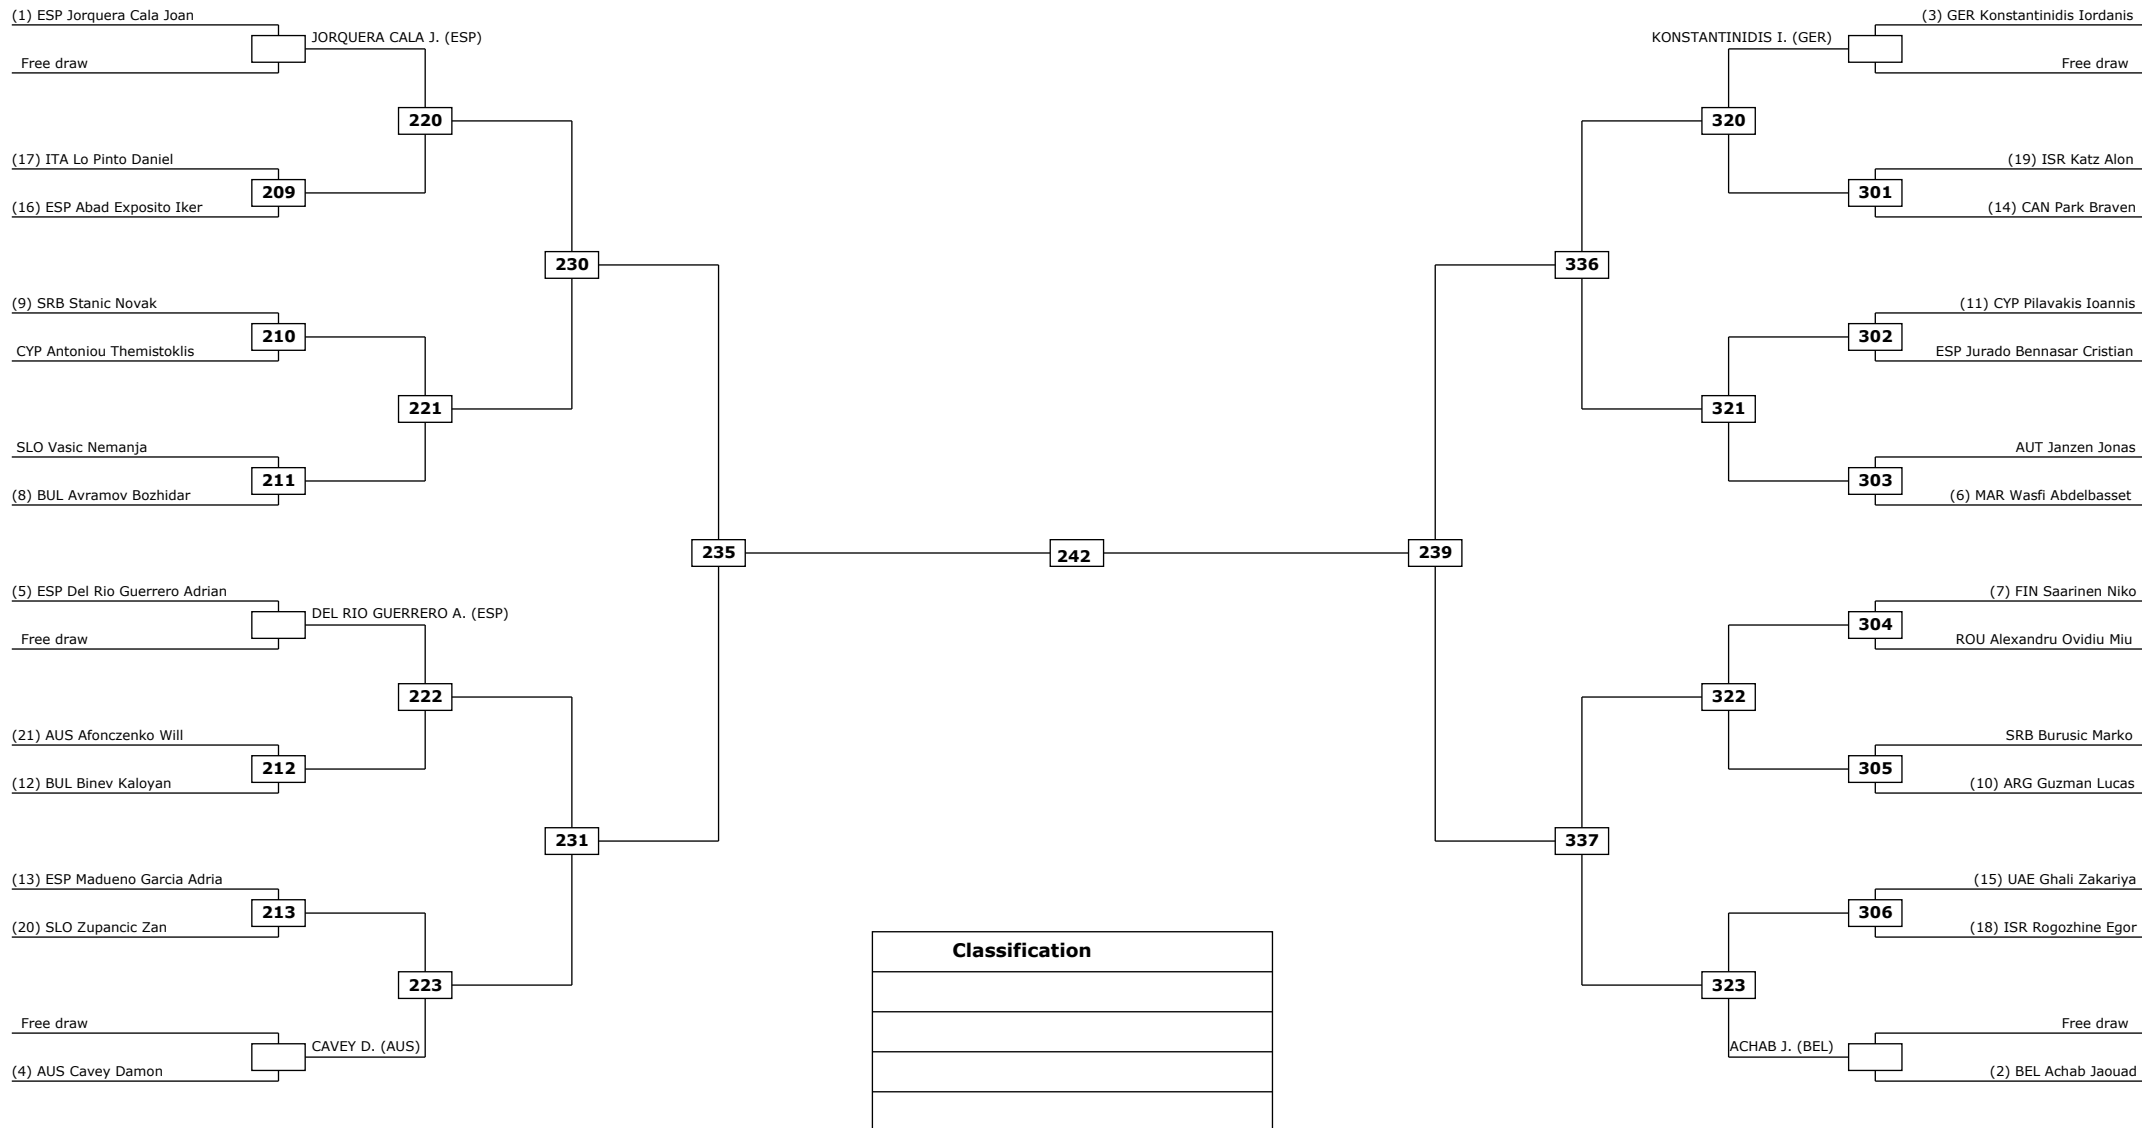 (1) ESP Jorquera Cala Joan
JORQUERA CALA J. (ESP)
Free draw
220
(17) ITA Lo Pinto Daniel
209
(16) ESP Abad Exposito Iker
230
(9) SRB Stanic Novak
210
CYP Antoniou Themistoklis
221
SLO Vasic Nemanja
211
(8) BUL Avramov Bozhidar
235
(5) ESP Del Rio Guerrero Adrian
DEL RIO GUERRERO A. (ESP)
Free draw
222
(21) AUS Afonczenko Will
212
(12) BUL Binev Kaloyan
231
(13) ESP Madueno Garcia Adria
213
(20) SLO Zupancic Zan
223
Free draw
CAVEY D. (AUS)
(4) AUS Cavey Damon
242
Classification
(3) GER Konstantinidis Iordanis
KONSTANTINIDIS I. (GER)
Free draw
320
(19) ISR Katz Alon
301
(14) CAN Park Braven
336
(11) CYP Pilavakis Ioannis
302
ESP Jurado Bennasar Cristian
321
AUT Janzen Jonas
303
(6) MAR Wasfi Abdelbasset
239
(7) FIN Saarinen Niko
304
ROU Alexandru Ovidiu Miu
322
SRB Burusic Marko
305
(10) ARG Guzman Lucas
337
(15) UAE Ghali Zakariya
306
(18) ISR Rogozhine Egor
323
Free draw
ACHAB J. (BEL)
(2) BEL Achab Jaouad